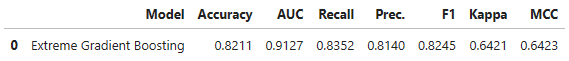 Model Accuracy AUC Recall Prec. F1 Kappa MCC
0 Extreme Gradient Boosting 0.8211 0.9127 0.8352 0.8140 0.8245 0.6421 0.6423